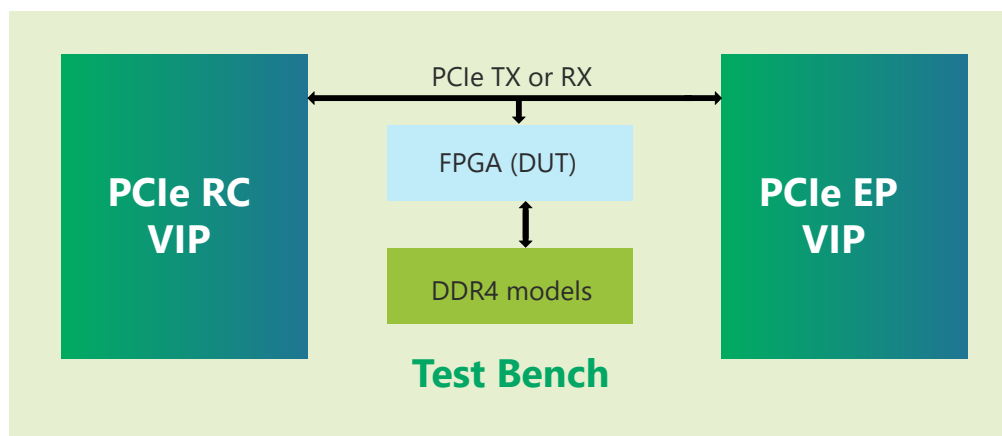 PCIe TX or RX
FPGA (DUT)
PCIe RC
VIP
PCIe EP
VIP
DDR4 models
Test Bench